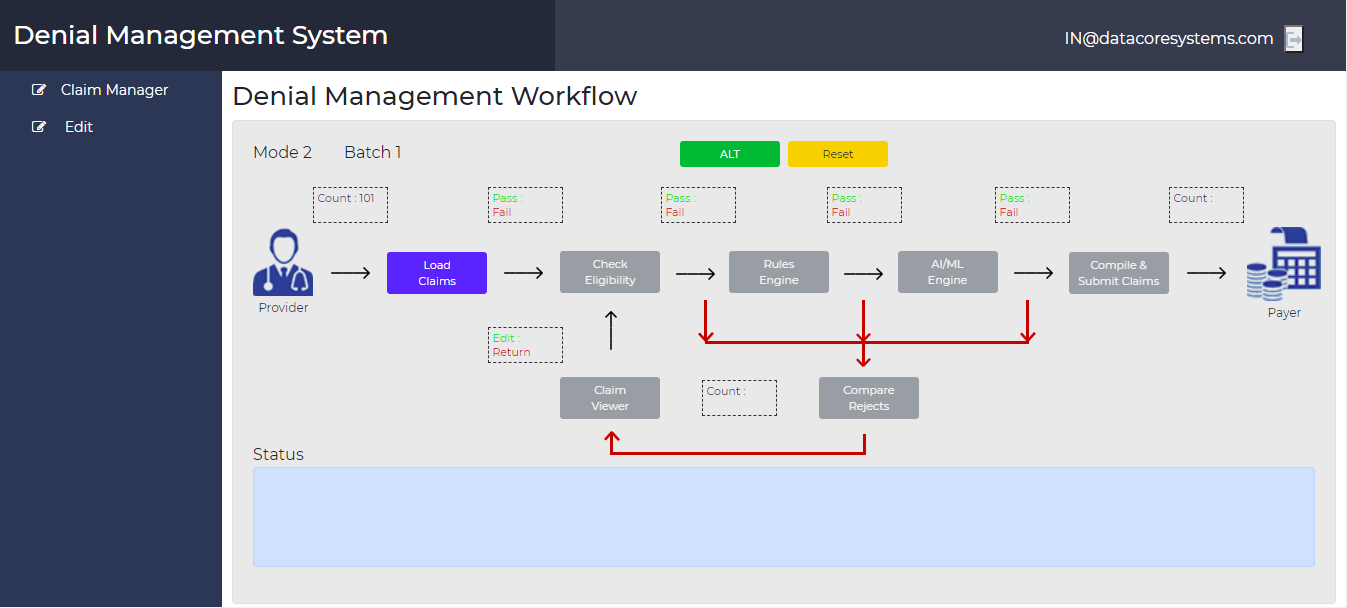 Denial Management System
IN@datacoresystems.com
Claim Manager
Edit
Denial Management Workflow
Mode 2
Batch 1
ALT
Reset
Count : 101
Pass :
Fail
Pass :
Fail
Pass :
Fail
Pass :
Fail
Count :
Provider
Load
Claims
Check
Eligibility
Rules
Engine
AI/ML
Engine
Compile &
Submit Claims
Payer
Edit :
Return
Claim
Viewer
Count :
Compare
Rejects
Status